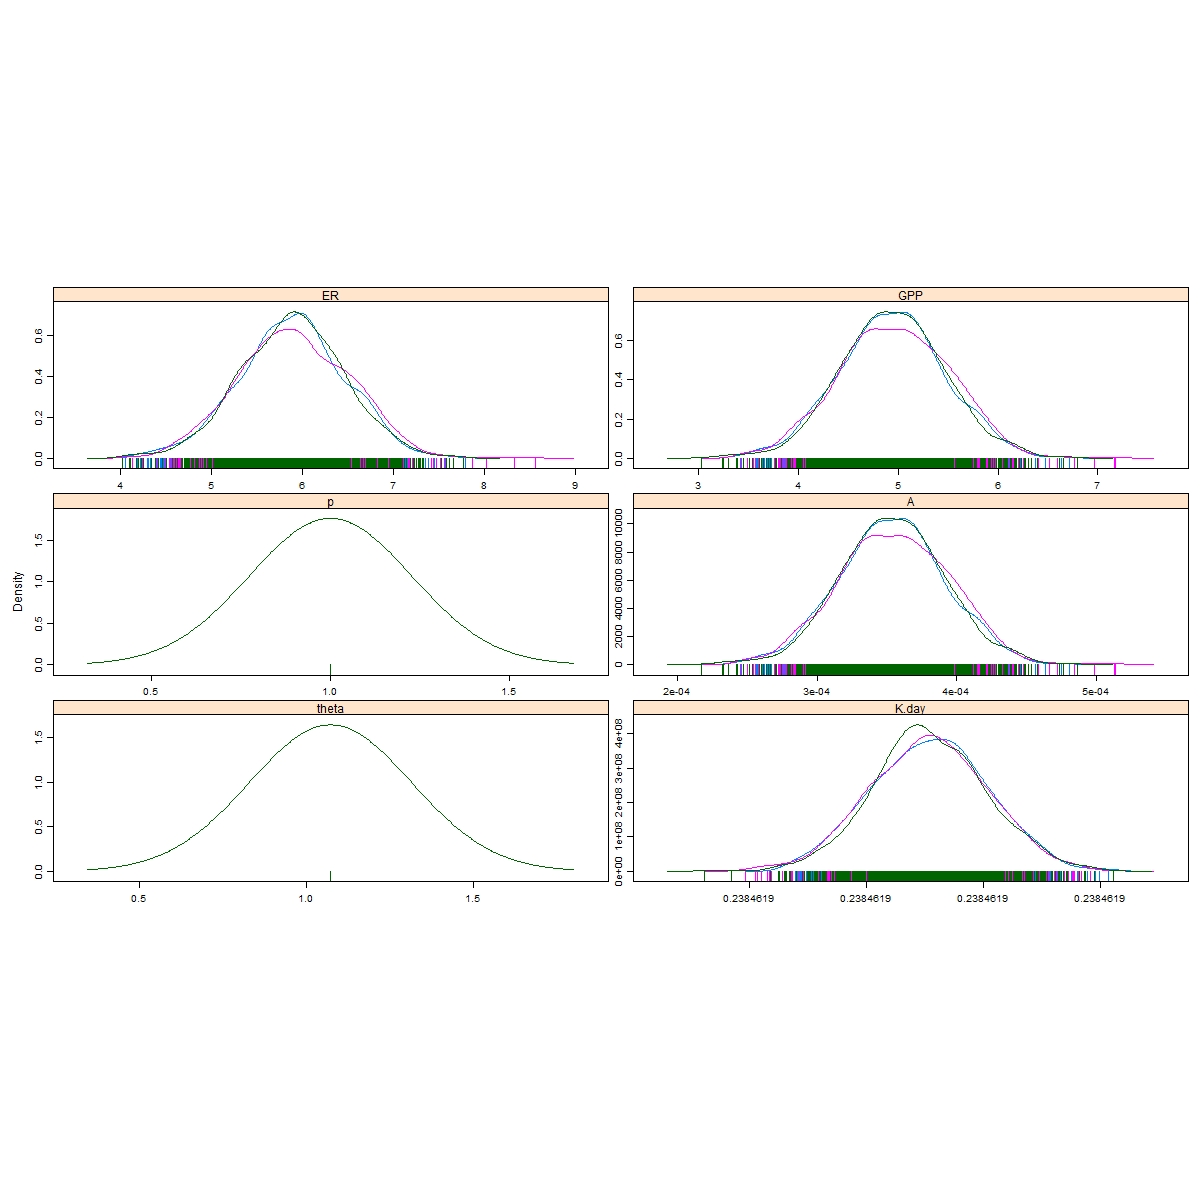 ER
GPP
0.0 0.2 0.4 0.6
0.0 0.2 0.4 0.6
4 5 6 7 8 9
3 4 5 6 7
p
A
Density
0.0 0.5 1.0 1.5
0 2000 4000 6000 8000 10000
0.5 1.0 1.5
2e-04 3e-04 4e-04 5e-04
theta
K.day
0.0 0.5 1.0 1.5
0e+00 1e+08 2e+08 3e+08 4e+08
0.5 1.0 1.5
0.2384619 0.2384619 0.2384619 0.2384619